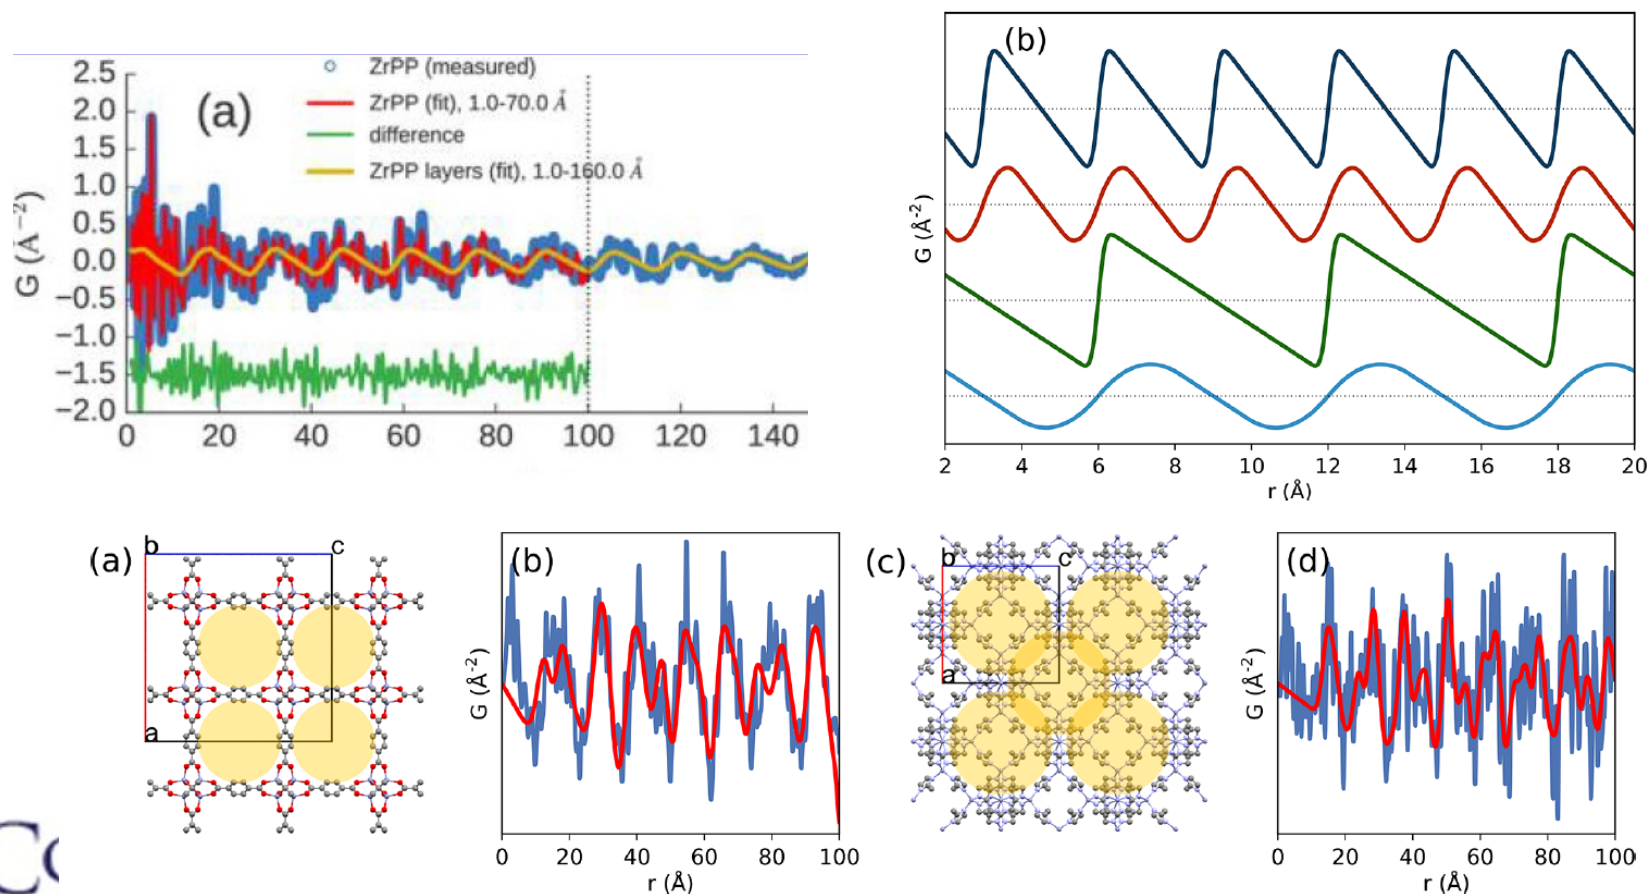 (a)
ZrPP (measured)
ZrPP (fit), 1.0-70.0 Å
difference
ZrPP layers (fit), 1.0-160.0 Å
G (Å⁻²)
2.5
2.0
1.5
1.0
0.5
0.0
−0.5
−1.0
−1.5
−2.0
0 20 40 60 80 100 120 140
(b)
G (Å⁻²)
2 4 6 8 10 12 14 16 18 20
r (Å)
(a)
b c
a
(b)
G (Å⁻²)
0 20 40 60 80 100
r (Å)
(c)
b c
a
(d)
G (Å⁻²)
0 20 40 60 80 100
r (Å)